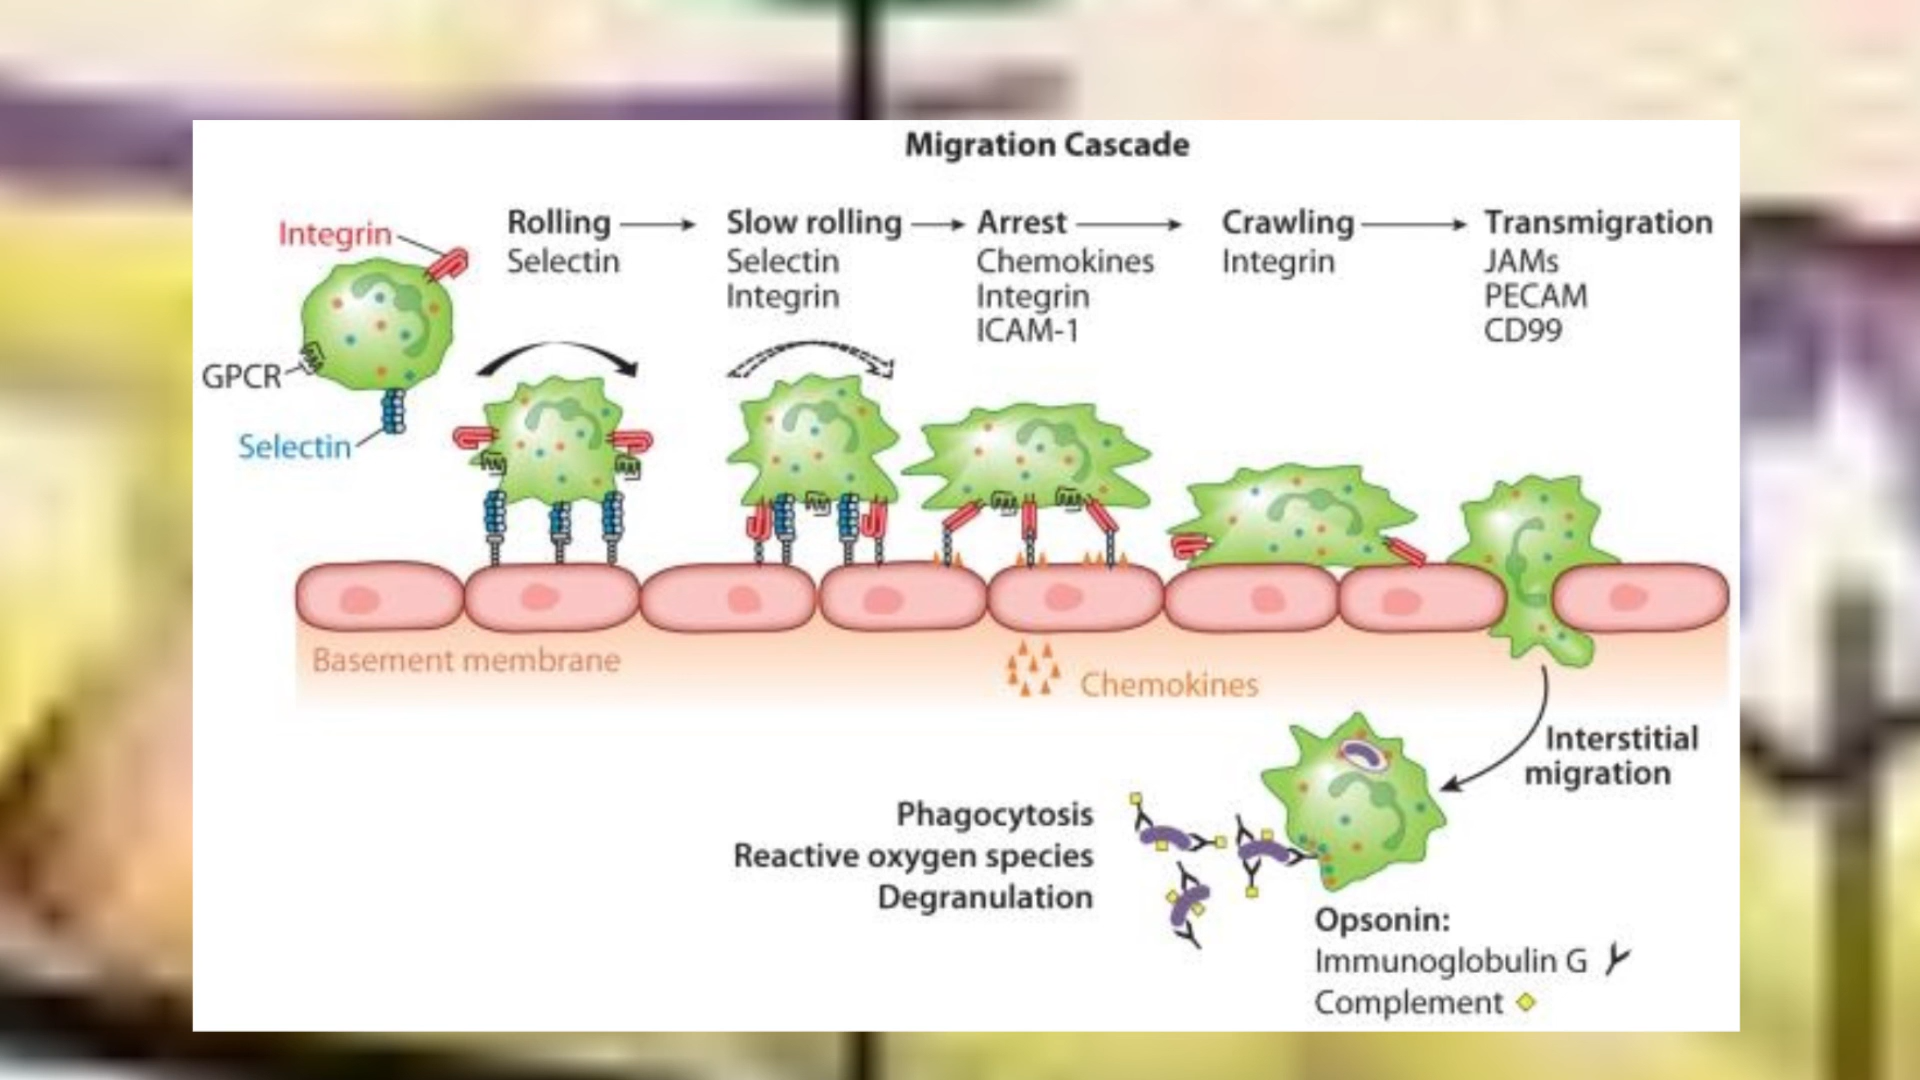 Migration Cascade
Integrin
GPCR
Selectin
Rolling
Selectin
Slow rolling
Selectin
Integrin
Arrest
Chemokines
Integrin
ICAM-1
Crawling
Integrin
Transmigration
JAMs
PECAM
CD99
Basement membrane
Chemokines
Interstitial
migration
Phagocytosis
Reactive oxygen species
Degranulation
Opsonin:
Immunoglobulin G
Complement